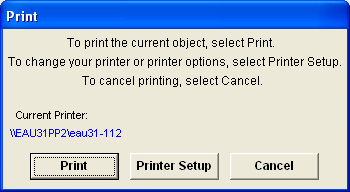 Print
To print the current object, select Print.
To change your printer or printer options, select Printer Setup.
To cancel printing, select Cancel.
Current Printer:
\\EAU31PP2\eau31-112
Print
Printer Setup
Cancel